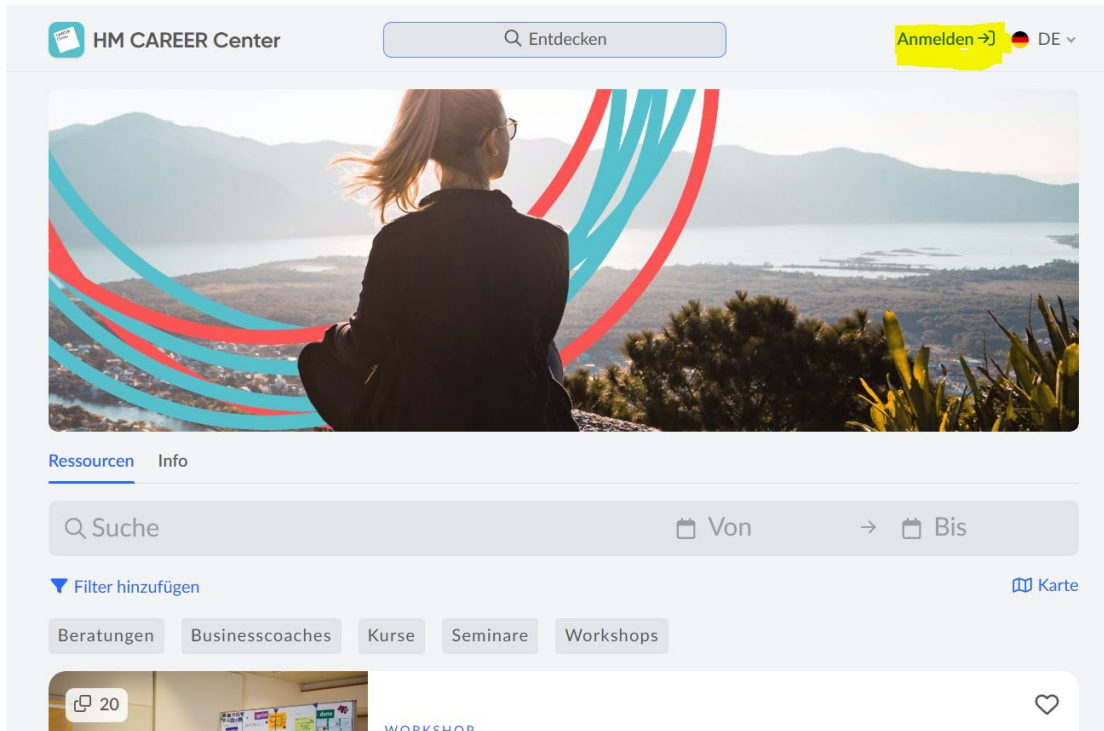 HM CAREER Center
Entdecken
Anmelden
DE
Ressourcen Info
Suche Von → Bis
Filter hinzufügen Karte
Beratungen Businesscoaches Kurse Seminare Workshops
20
WORKSHOP